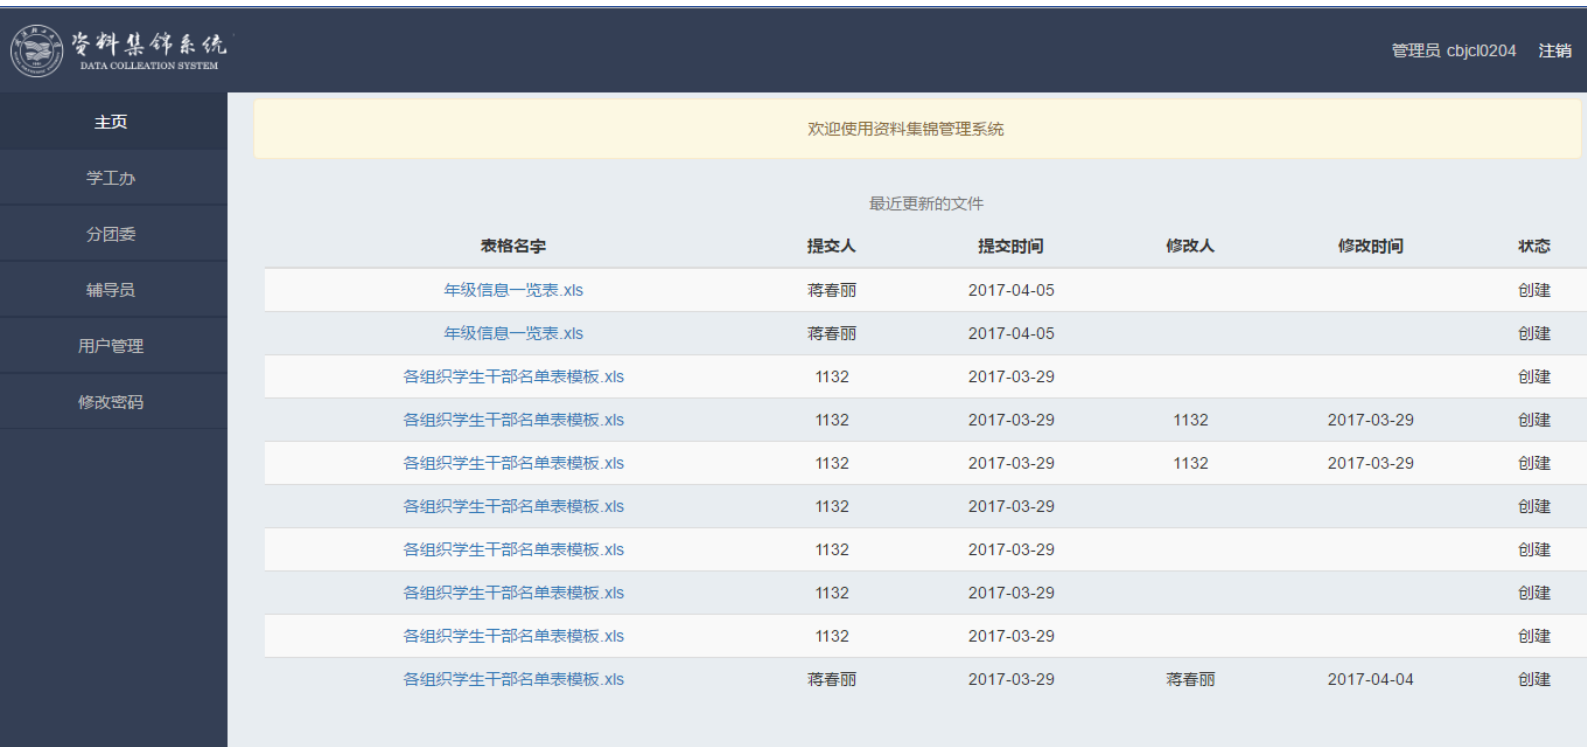 资料集锦系统
DATA COLLEATION SYSTEM
管理员 cbjcl0204 注销
主页
学工办
分团委
辅导员
用户管理
修改密码
欢迎使用资料集锦管理系统
最近更新的文件
表格名字 提交人 提交时间 修改人 修改时间 状态
年级信息一览表.xls 蒋春丽 2017-04-05 创建
年级信息一览表.xls 蒋春丽 2017-04-05 创建
各组织学生干部名单表模板.xls 1132 2017-03-29 创建
各组织学生干部名单表模板.xls 1132 2017-03-29 1132 2017-03-29 创建
各组织学生干部名单表模板.xls 1132 2017-03-29 1132 2017-03-29 创建
各组织学生干部名单表模板.xls 1132 2017-03-29 创建
各组织学生干部名单表模板.xls 1132 2017-03-29 创建
各组织学生干部名单表模板.xls 1132 2017-03-29 创建
各组织学生干部名单表模板.xls 1132 2017-03-29 创建
各组织学生干部名单表模板.xls 蒋春丽 2017-03-29 蒋春丽 2017-04-04 创建